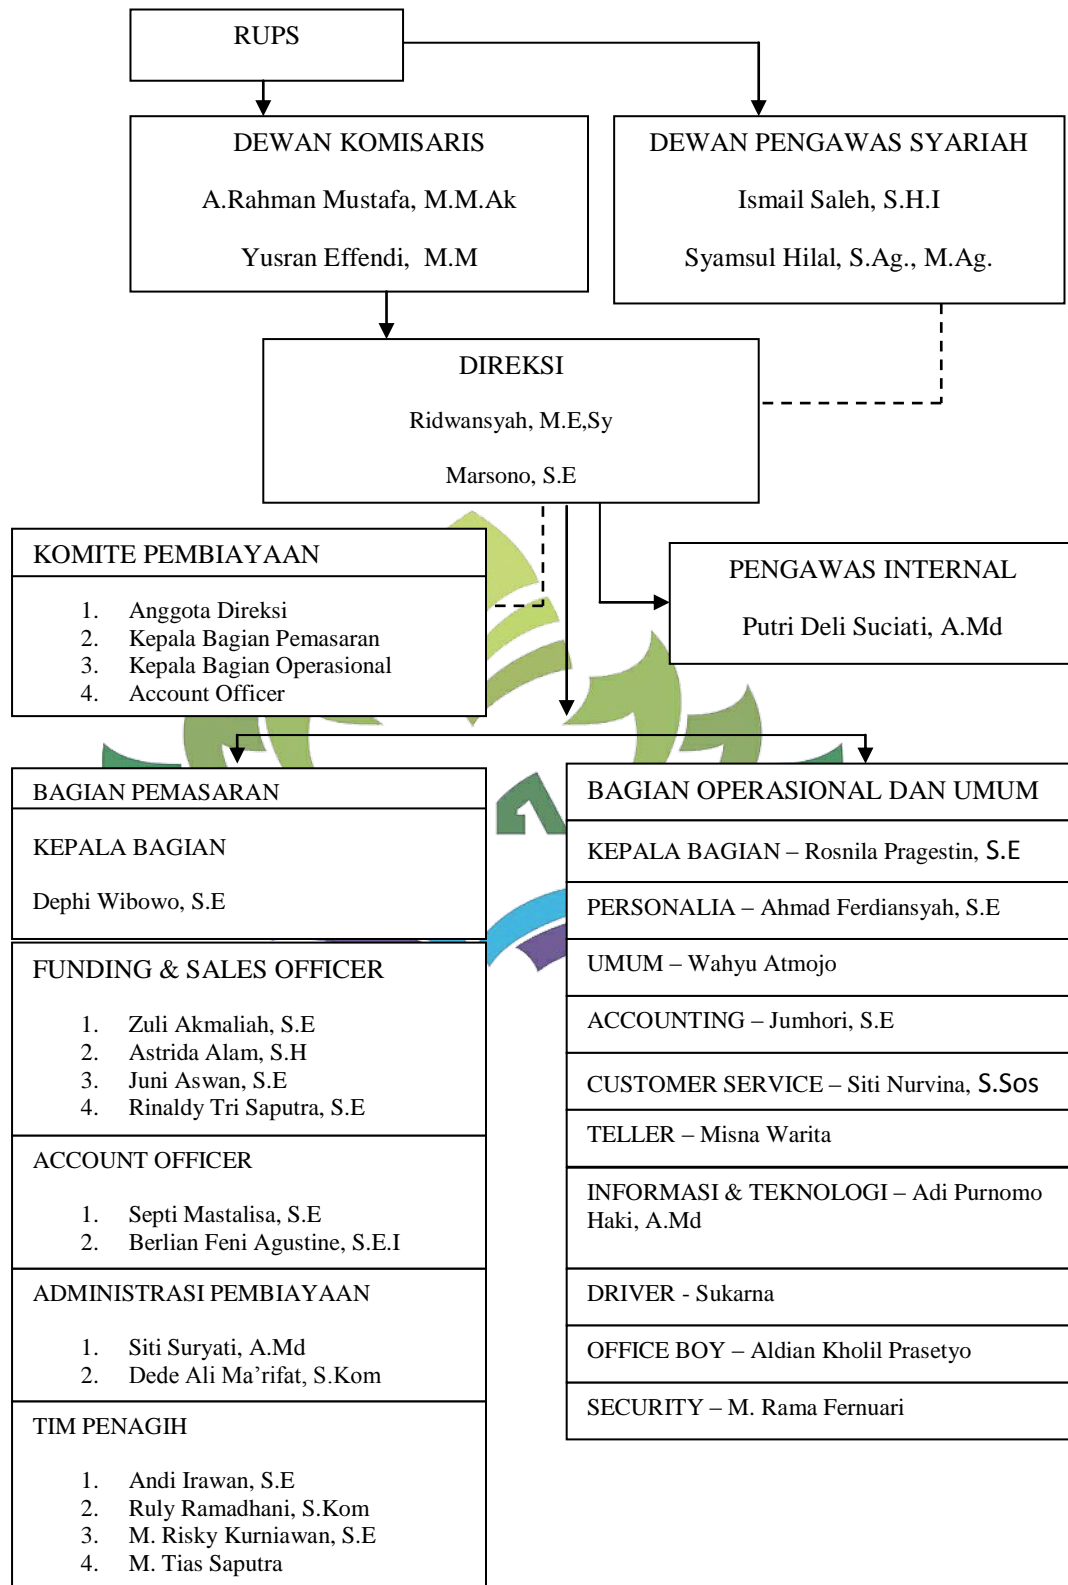 RUPS
DEWAN KOMISARIS
A.Rahman Mustafa, M.M.Ak
Yusran Effendi,  M.M
DEWAN PENGAWAS SYARIAH
Ismail Saleh, S.H.I
Syamsul Hilal, S.Ag., M.Ag.
DIREKSI
Ridwansyah, M.E,Sy
Marsono, S.E
KOMITE PEMBIAYAAN
1. Anggota Direksi
2. Kepala Bagian Pemasaran
3. Kepala Bagian Operasional
4. Account Officer
PENGAWAS INTERNAL
Putri Deli Suciati, A.Md
BAGIAN PEMASARAN
KEPALA BAGIAN
Dephi Wibowo, S.E
FUNDING & SALES OFFICER
1. Zuli Akmaliah, S.E
2. Astrida Alam, S.H
3. Juni Aswan, S.E
4. Rinaldy Tri Saputra, S.E
ACCOUNT OFFICER
1. Septi Mastalisa, S.E
2. Berlian Feni Agustine, S.E.I
ADMINISTRASI PEMBIAYAAN
1. Siti Suryati, A.Md
2. Dede Ali Ma’rifat, S.Kom
TIM PENAGIH
1. Andi Irawan, S.E
2. Ruly Ramadhani, S.Kom
3. M. Risky Kurniawan, S.E
4. M. Tias Saputra
BAGIAN OPERASIONAL DAN UMUM
KEPALA BAGIAN – Rosnila Pragestin, S.E
PERSONALIA – Ahmad Ferdiansyah, S.E
UMUM – Wahyu Atmojo
ACCOUNTING – Jumhori, S.E
CUSTOMER SERVICE – Siti Nurvina, S.Sos
TELLER – Misna Warita
INFORMASI & TEKNOLOGI – Adi Purnomo
Haki, A.Md
DRIVER - Sukarna
OFFICE BOY – Aldian Kholil Prasetyo
SECURITY – M. Rama Fernuari